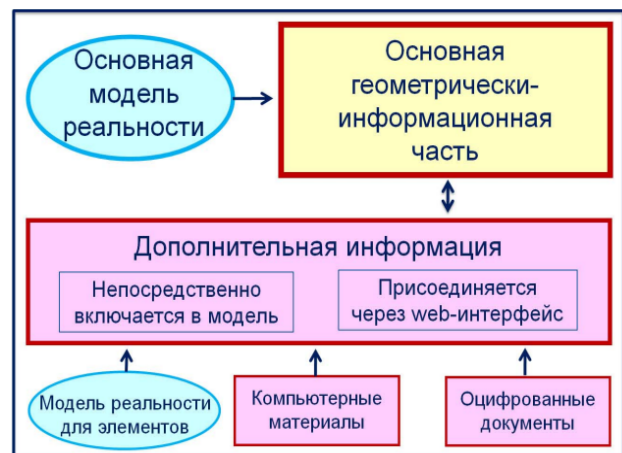 Основная
модель
реальности
Основная
геометрически-
информационная
часть
Дополнительная информация
Непосредственно
включается в модель
Присоединяется
через web-интерфейс
Модель реальности
для элементов
Компьютерные
материалы
Оцифрованные
документы